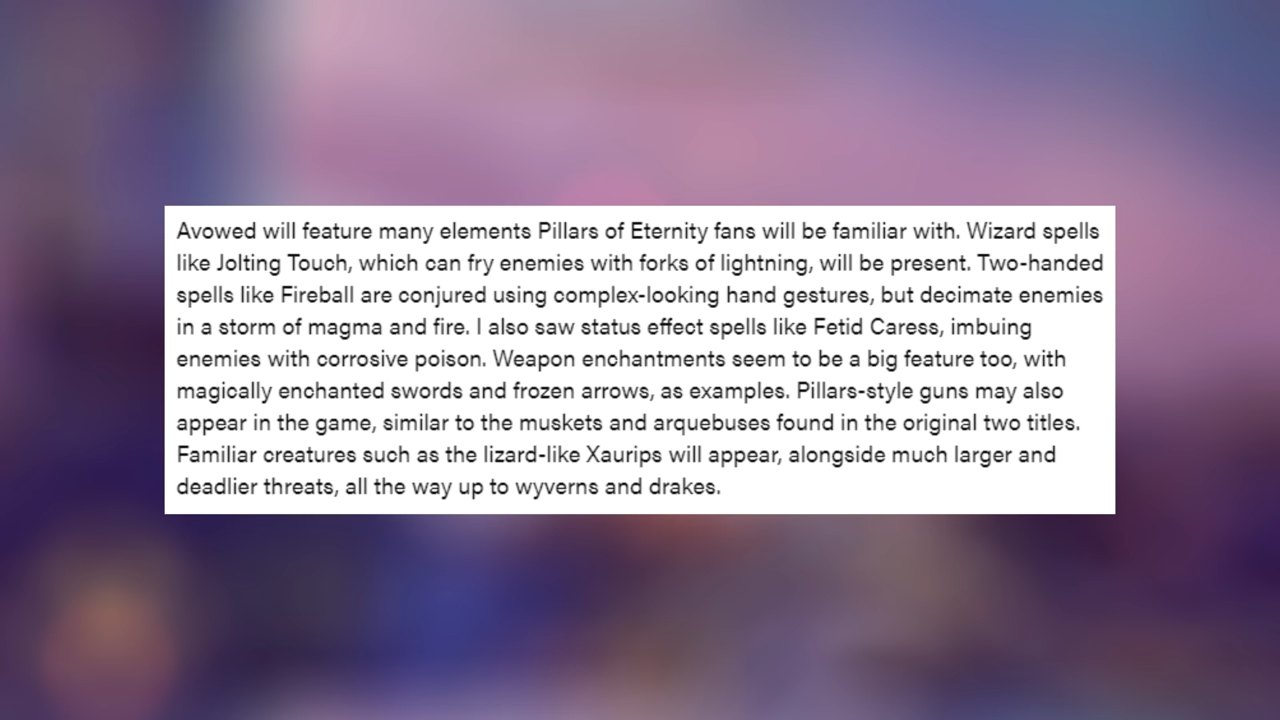 Avowed will feature many elements Pillars of Eternity fans will be familiar with. Wizard spells
like Jolting Touch, which can fry enemies with forks of lightning, will be present. Two-handed
spells like Fireball are conjured using complex-looking hand gestures, but decimate enemies
in a storm of magma and fire. I also saw status effect spells like Fetid Caress, imbuing
enemies with corrosive poison. Weapon enchantments seem to be a big feature too, with
magically enchanted swords and frozen arrows, as examples. Pillars-style guns may also
appear in the game, similar to the muskets and arquebuses found in the original two titles.
Familiar creatures such as the lizard-like Xaurips will appear, alongside much larger and
deadlier threats, all the way up to wyverns and drakes.